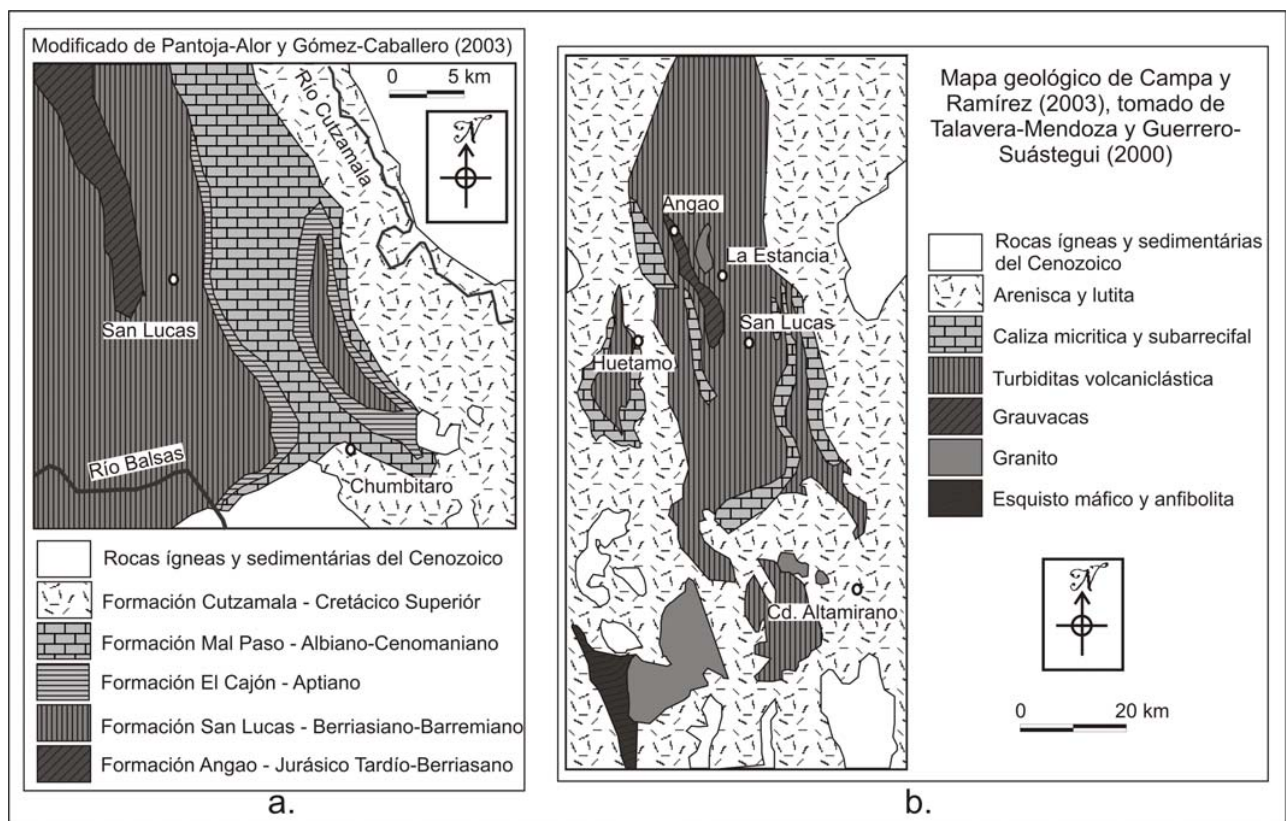 Modificado de Pantoja-Alor y Gómez-Caballero (2003)
0 5 km
Río Cutzamala
N
San Lucas
Río Balsas
Chumbitaro
Rocas ígneas y sedimentárias del Cenozoico
Formación Cutzamala - Cretácico Superiór
Formación Mal Paso - Albiano-Cenomaniano
Formación El Cajón - Aptiano
Formación San Lucas - Berriasiano-Barremiano
Formación Angao - Jurásico Tardío-Berriasano
a.
Angao
La Estancia
San Lucas
Huetamo
Cd. Altamirano
Mapa geológico de Campa y
Ramírez (2003), tomado de
Talavera-Mendoza y Guerrero-
Suástegui (2000)
Rocas ígneas y sedimentárias
del Cenozoico
Arenisca y lutita
Caliza micritica y subarrecifal
Turbiditas volcaniclástica
Grauvacas
Granito
Esquisto máfico y anfibolita
N
0 20 km
b.